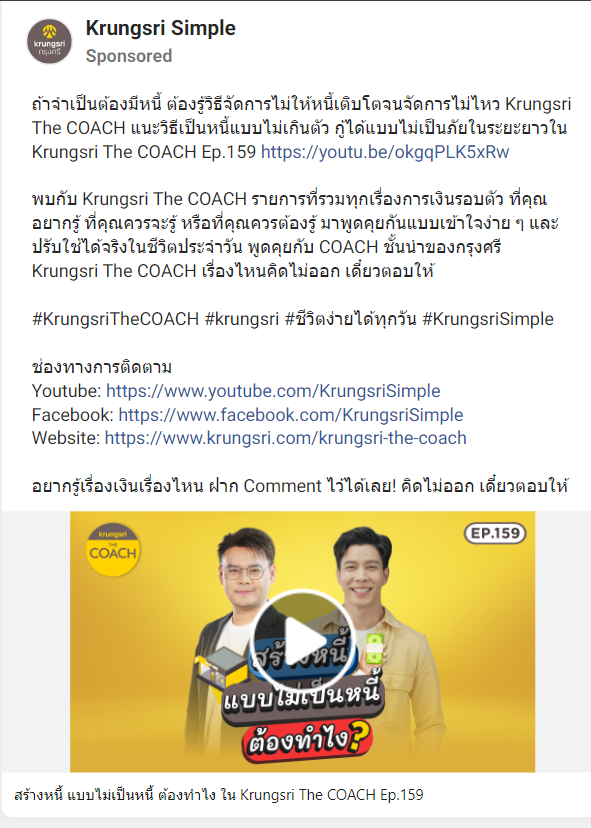 Krungsri Simple
krungsri
กรุงศรี
Sponsored
ถ้าจำเป็นต้องมีหนี้ ต้องรู้วิธีจัดการไม่ให้หนี้เติบโตจนจัดการไม่ไหว Krungsri
The COACH แนะวิธีเป็นหนี้แบบไม่เกินตัว กู้ได้แบบไม่เป็นภัยในระยะยาวใน
Krungsri The COACH Ep.159 https://youtu.be/okgqPLK5xRw
พบกับ Krungsri The COACH รายการที่รวมทุกเรื่องการเงินรอบตัว ที่คุณ
อยากรู้ ที่คุณควรจะรู้ หรือที่คุณควรต้องรู้ มาพูดคุยกันแบบเข้าใจง่าย ๆ และ
ปรับใช้ได้จริงในชีวิตประจำวัน พูดคุยกับ COACH ชั้นนำของกรุงศรี
Krungsri The COACH เรื่องไหนคิดไม่ออก เดี๋ยวตอบให้
#KrungsriTheCOACH #krungsri #ชีวิตง่ายได้ทุกวัน #KrungsriSimple
ช่องทางการติดตาม
Youtube: https://www.youtube.com/KrungsriSimple
Facebook: https://www.facebook.com/KrungsriSimple
Website: https://www.krungsri.com/krungsri-the-coach
อยากรู้เรื่องเงินเรื่องไหน ฝาก Comment ไว้ได้เลย! คิดไม่ออก เดี๋ยวตอบให้
krungsri
THE
COACH
EP.159
สร้างหนี้
แบบไม่เป็นหนี้
ต้องทำไง?
สร้างหนี้ แบบไม่เป็นหนี้ ต้องทำไง ใน Krungsri The COACH Ep.159